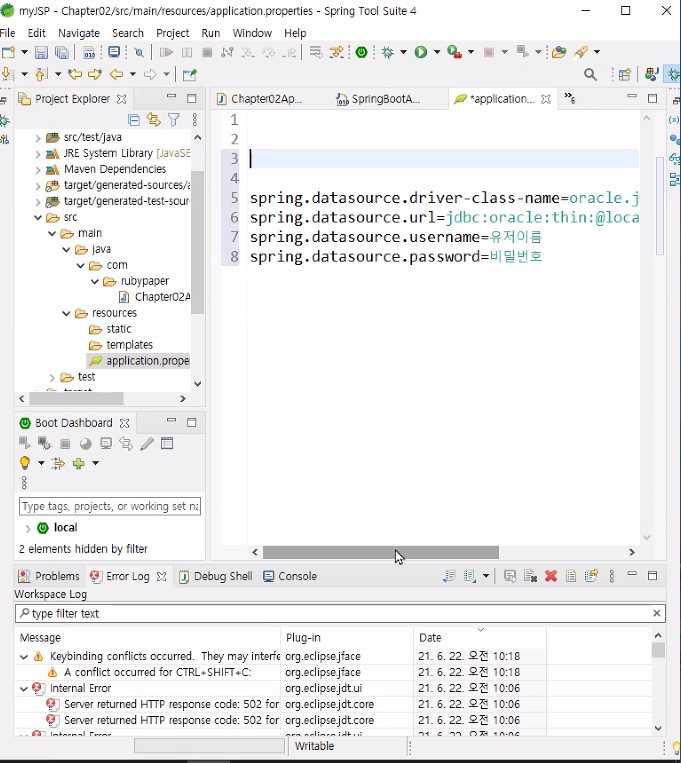 myJSP - Chapter02/src/main/resources/application.properties - Spring Tool Suite 4
File Edit Navigate Search Project Run Window Help
Project Explorer
src/test/java
JRE System Library [JavaSE
Maven Dependencies
target/generated-sources/a
target/generated-test-sour
src
main
java
com
rubypaper
Chapter02A
resources
static
templates
application.prope
test
Chapter02Ap...
SpringBootA...
*application...
»6
1
2
3
4
5 spring.datasource.driver-class-name=oracle.j
6 spring.datasource.url=jdbc:oracle:thin:@loca
7 spring.datasource.username=유저이름
8 spring.datasource.password=비밀번호
Boot Dashboard
Type tags, projects, or working set na
local
2 elements hidden by filter
Problems Error Log Debug Shell Console
Workspace Log
type filter text
Message Plug-in Date
Keybinding conflicts occurred. They may interfe org.eclipse.jface 21. 6. 22. 오전 10:18
A conflict occurred for CTRL+SHIFT+C: org.eclipse.jface 21. 6. 22. 오전 10:18
Internal Error org.eclipse.jdt.ui 21. 6. 22. 오전 10:06
Server returned HTTP response code: 502 for org.eclipse.jdt.core 21. 6. 22. 오전 10:06
Server returned HTTP response code: 502 for org.eclipse.jdt.core 21. 6. 22. 오전 10:06
Internal Error org.eclipse.jdt.ui 21. 6. 22. 오전 10:06
Writable